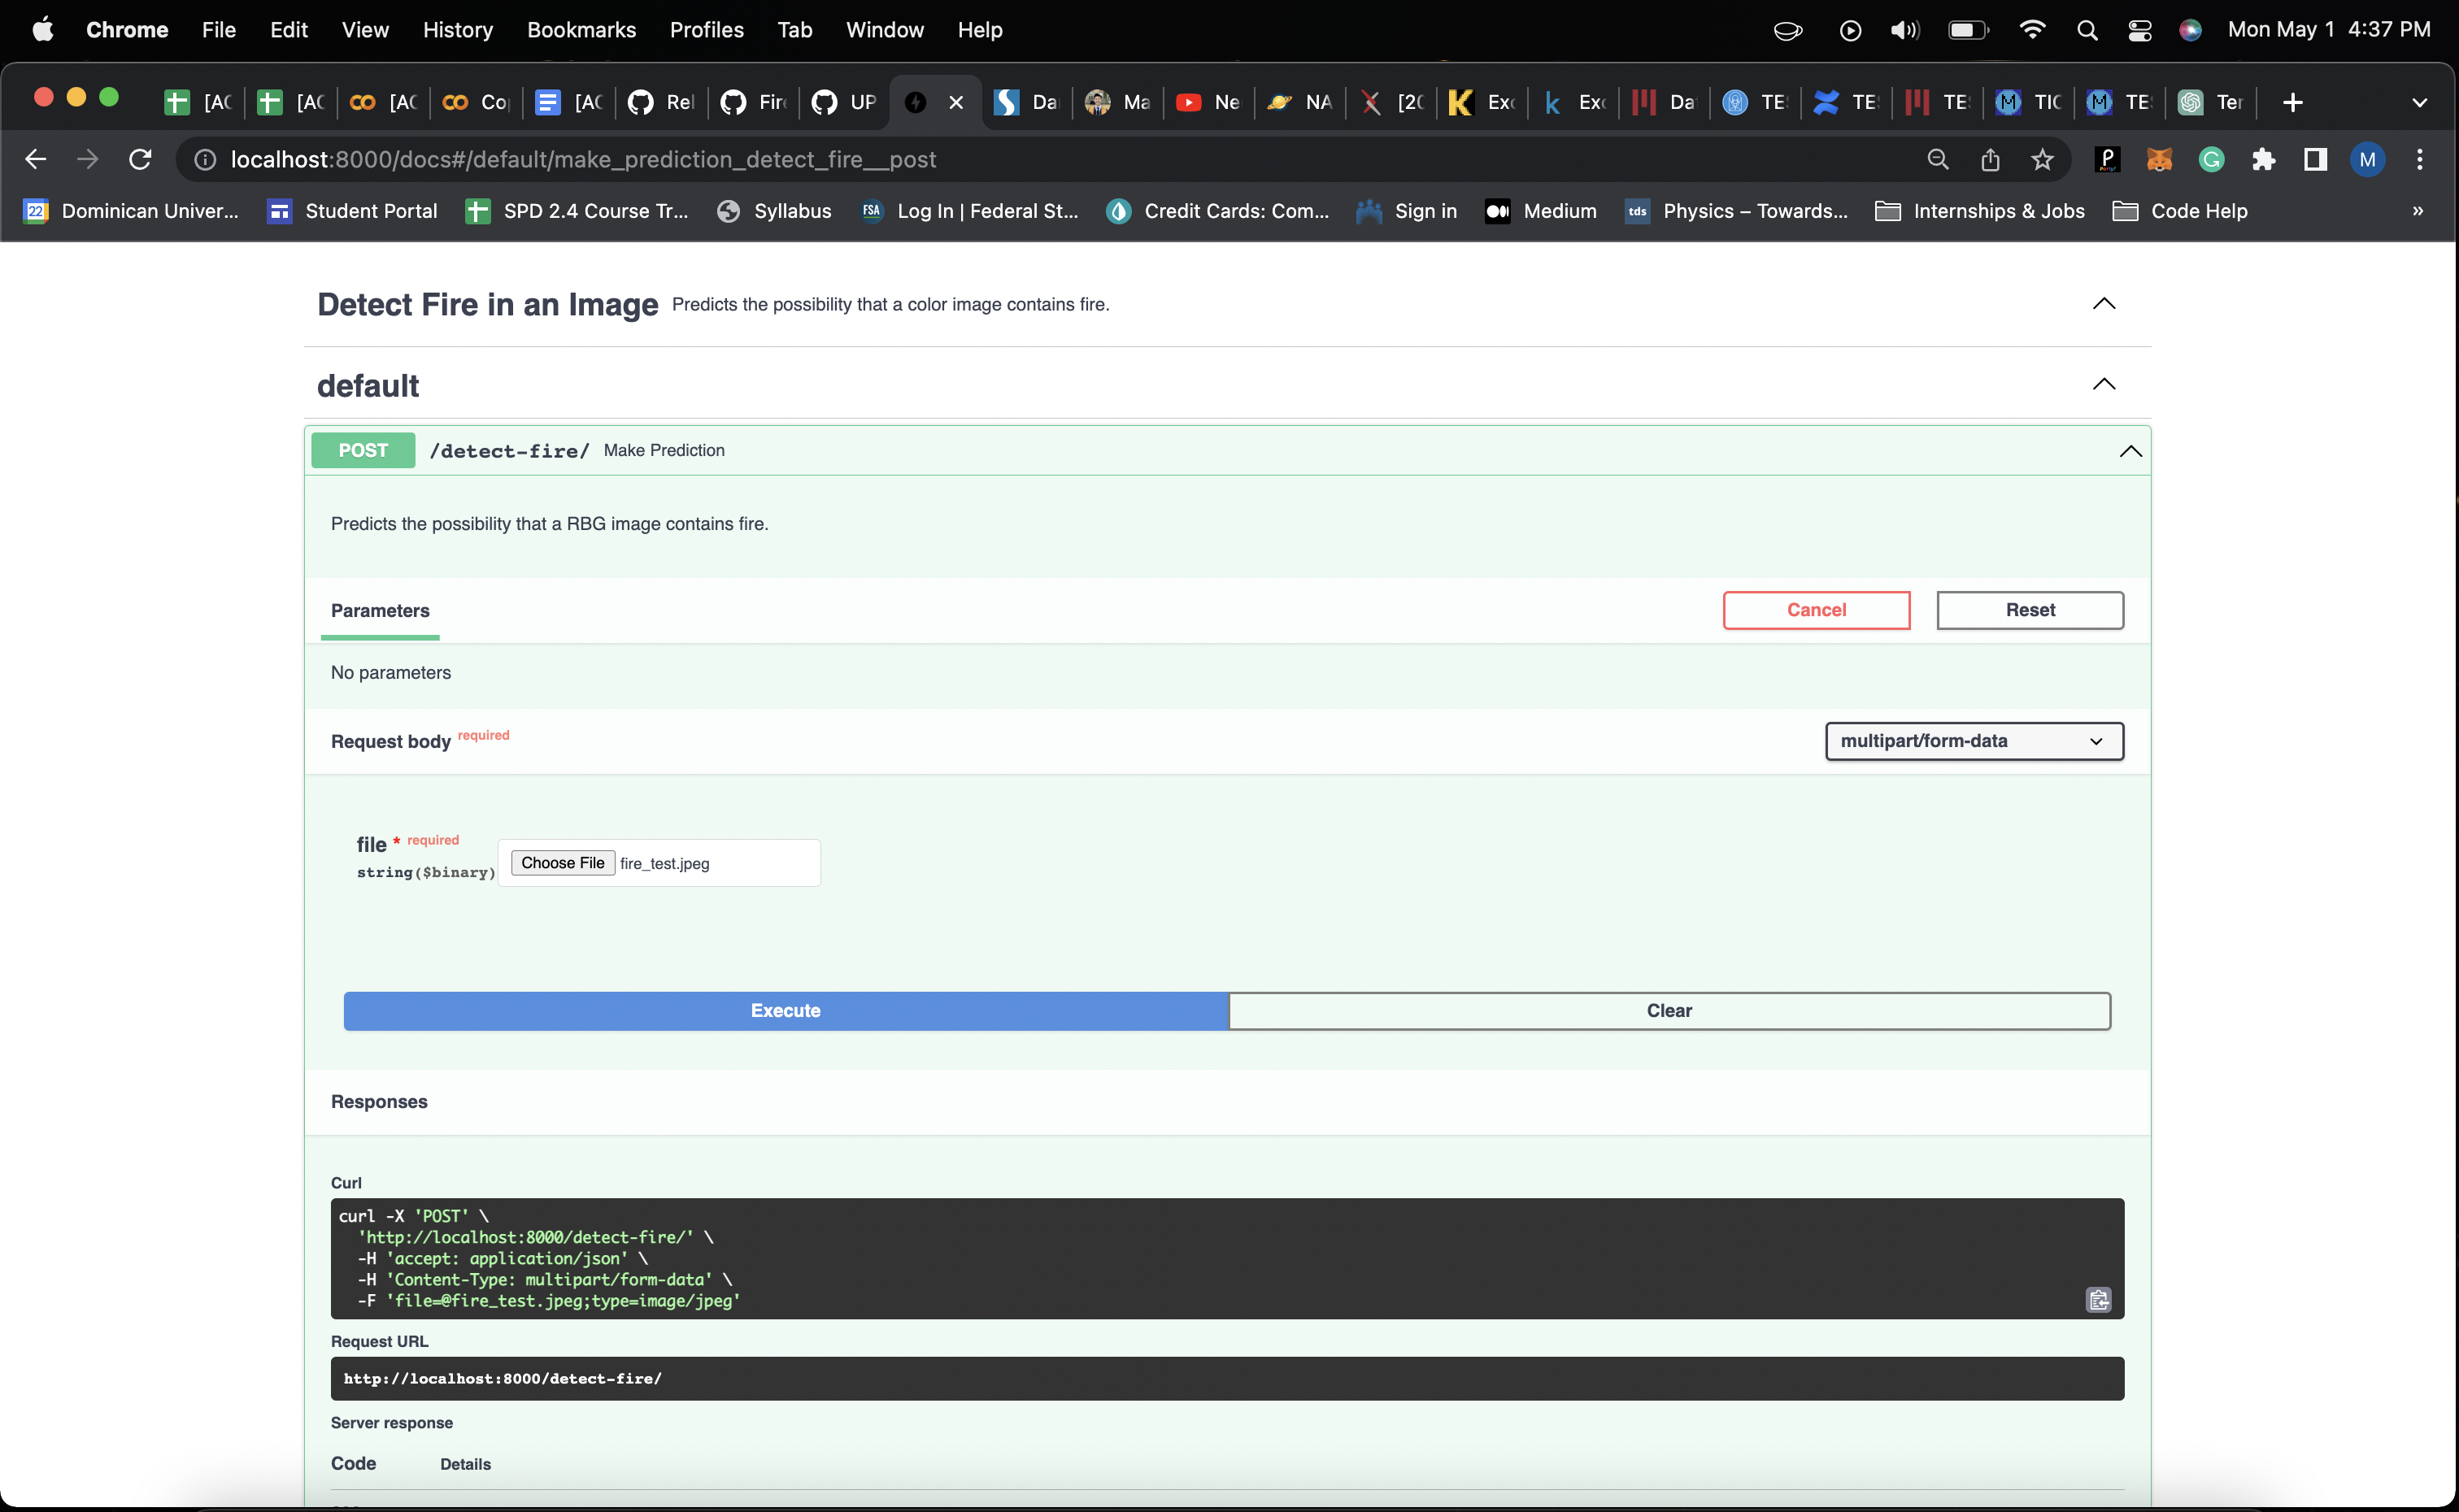 Chrome File Edit View History Bookmarks Profiles Tab Window Help Mon May 1 4:37 PM
[AC [AC [AC Co [AC Rel Fir UP Da Ma Ne NA [20 Exc Exc Da TE TE TE TIC TE Ter
localhost:8000/docs#/default/make_prediction_detect_fire__post M
22 Dominican Univer... Student Portal SPD 2.4 Course Tr... Syllabus FSA Log In | Federal St... Credit Cards: Com... Sign in Medium tds Physics – Towards... Internships & Jobs Code Help »
Detect Fire in an Image Predicts the possibility that a color image contains fire.
default
POST /detect-fire/ Make Prediction
Predicts the possibility that a RBG image contains fire.
Parameters Cancel Reset
No parameters
Request body required multipart/form-data
file * required
string($binary) Choose File fire_test.jpeg
Execute Clear
Responses
Curl
curl -X 'POST' \
'http://localhost:8000/detect-fire/' \
-H 'accept: application/json' \
-H 'Content-Type: multipart/form-data' \
-F 'file=@fire_test.jpeg;type=image/jpeg'
Request URL
http://localhost:8000/detect-fire/
Server response
Code Details